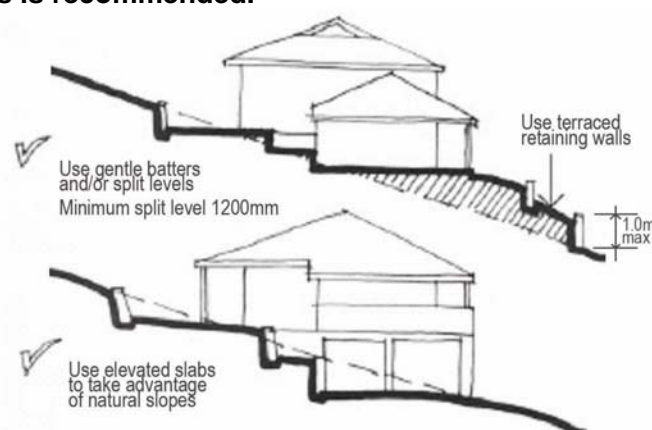 s is recommended.
Use terraced
retaining walls
Use gentle batters
and/or split levels
Minimum split level 1200mm
1.0m
max
Use elevated slabs
to take advantage
of natural slopes